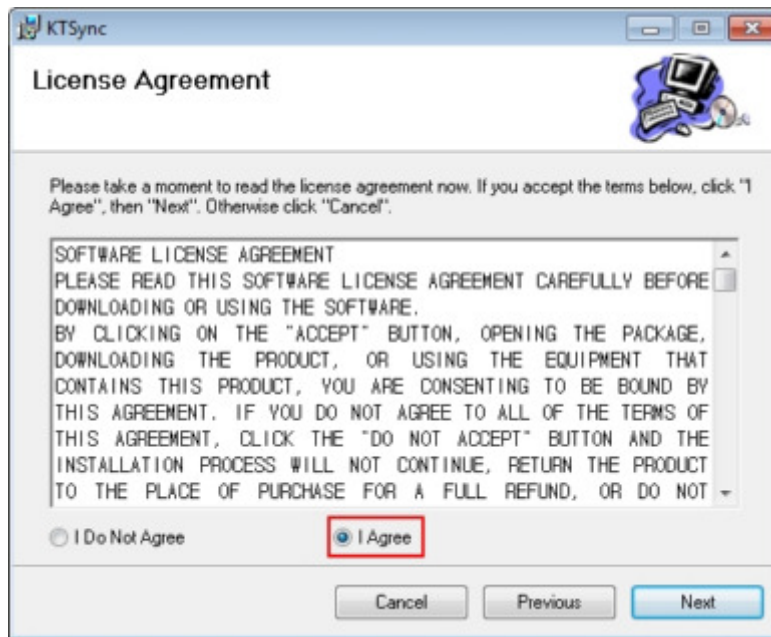 KTSync
License Agreement
Please take a moment to read the license agreement now. If you accept the terms below, click "I
Agree", then "Next". Otherwise click "Cancel".
SOFTWARE LICENSE AGREEMENT
PLEASE READ THIS SOFTWARE LICENSE AGREEMENT CAREFULLY BEFORE
DOWNLOADING OR USING THE SOFTWARE.
BY CLICKING ON THE "ACCEPT" BUTTON, OPENING THE PACKAGE,
DOWNLOADING THE PRODUCT, OR USING THE EQUIPMENT THAT
CONTAINS THIS PRODUCT, YOU ARE CONSENTING TO BE BOUND BY
THIS AGREEMENT. IF YOU DO NOT AGREE TO ALL OF THE TERMS OF
THIS AGREEMENT, CLICK THE "DO NOT ACCEPT" BUTTON AND THE
INSTALLATION PROCESS WILL NOT CONTINUE, RETURN THE PRODUCT
TO THE PLACE OF PURCHASE FOR A FULL REFUND, OR DO NOT
I Do Not Agree I Agree
Cancel Previous Next